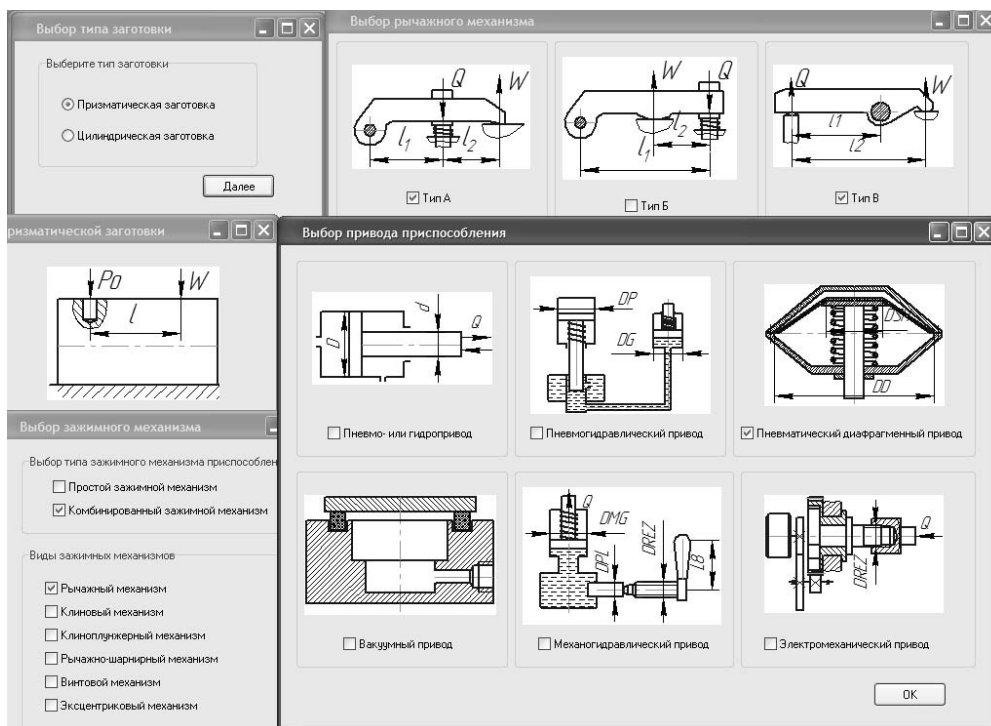 Выбор типа заготовки
Выберите тип заготовки
Призматическая заготовка
Цилиндрическая заготовка
Далее
Выбор рычажного механизма
Q
W
l1
l2
Тип А
W
Q
l2
l1
Тип Б
Q
W
l1
l2
Тип В
ризматической заготовки
Po
W
l
Выбор зажимного механизма
Выбор типа зажимного механизма приспособлен
Простой зажимной механизм
Комбинированный зажимной механизм
Виды зажимных механизмов
Рычажный механизм
Клиновый механизм
Клиноплунжерный механизм
Рычажно-шарнирный механизм
Винтовой механизм
Эксцентриковый механизм
Выбор привода приспособления
D
d
Q
Пневмо- или гидропривод
DP
DG
Пневмогидравлический привод
DD
Пневматический диафрагменный привод
Вакуумный привод
Q
DMG
DPL
DREZ
lB
Механогидравлический привод
DREZ
Q
Электромеханический привод
OK